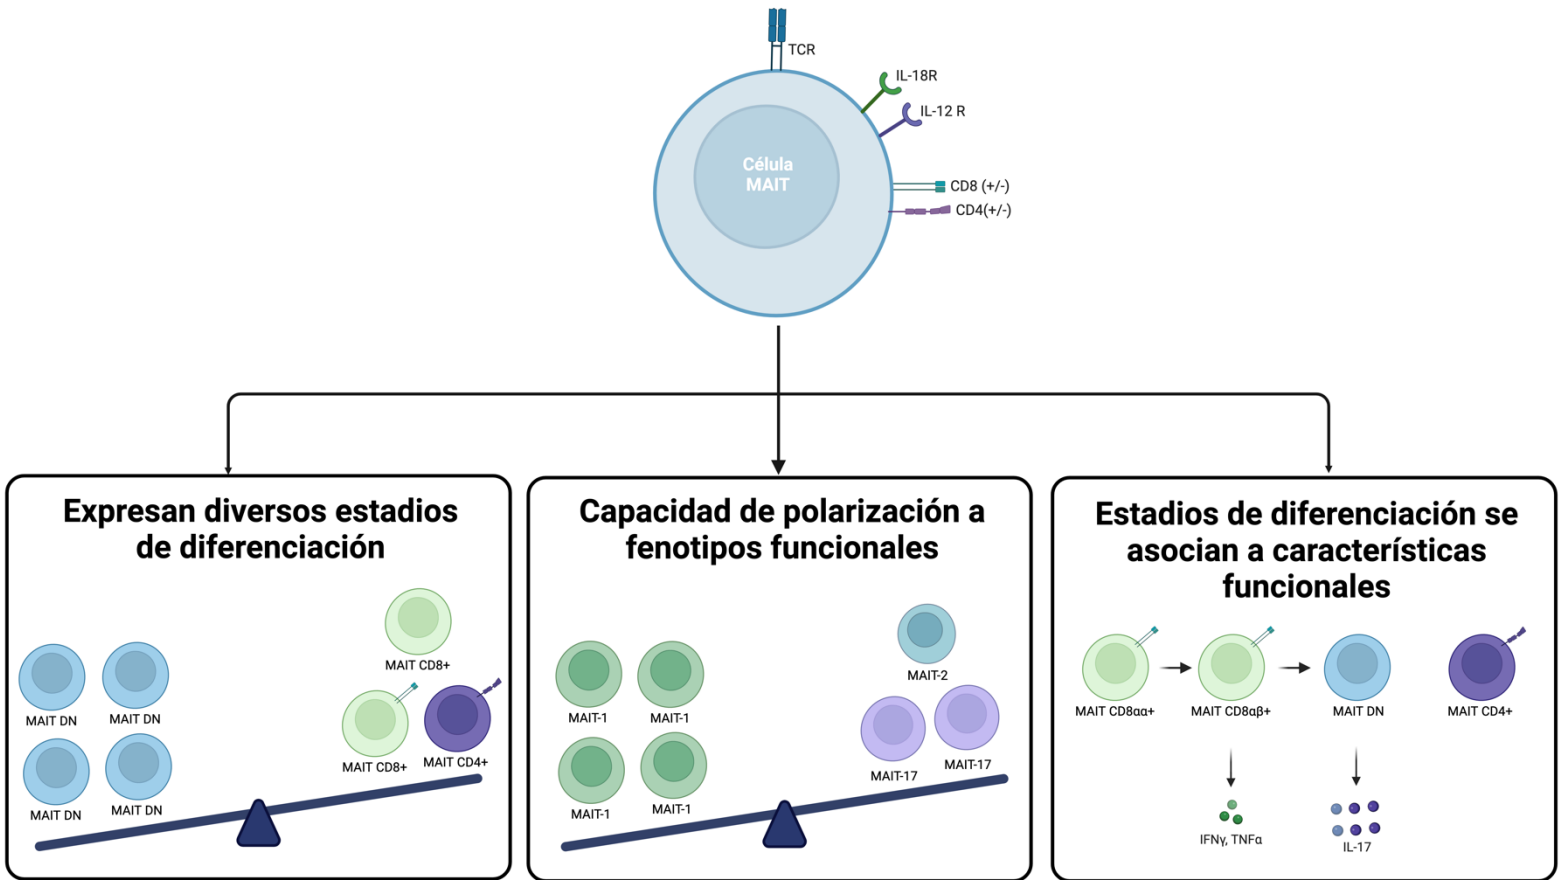 TCR
IL-18R
IL-12 R
Célula
MAIT
CD8 (+/-)
CD4(+/-)
Expresan diversos estadios
de diferenciación
MAIT CD8+
MAIT DN
MAIT DN
MAIT CD8+
MAIT CD4+
MAIT DN
MAIT DN
Capacidad de polarización a
fenotipos funcionales
MAIT-2
MAIT-1
MAIT-1
MAIT-17
MAIT-17
MAIT-1
MAIT-1
Estadios de diferenciación se
asocian a características
funcionales
MAIT CD8αα+
MAIT CD8αβ+
MAIT DN
MAIT CD4+
IFNγ, TNFα
IL-17